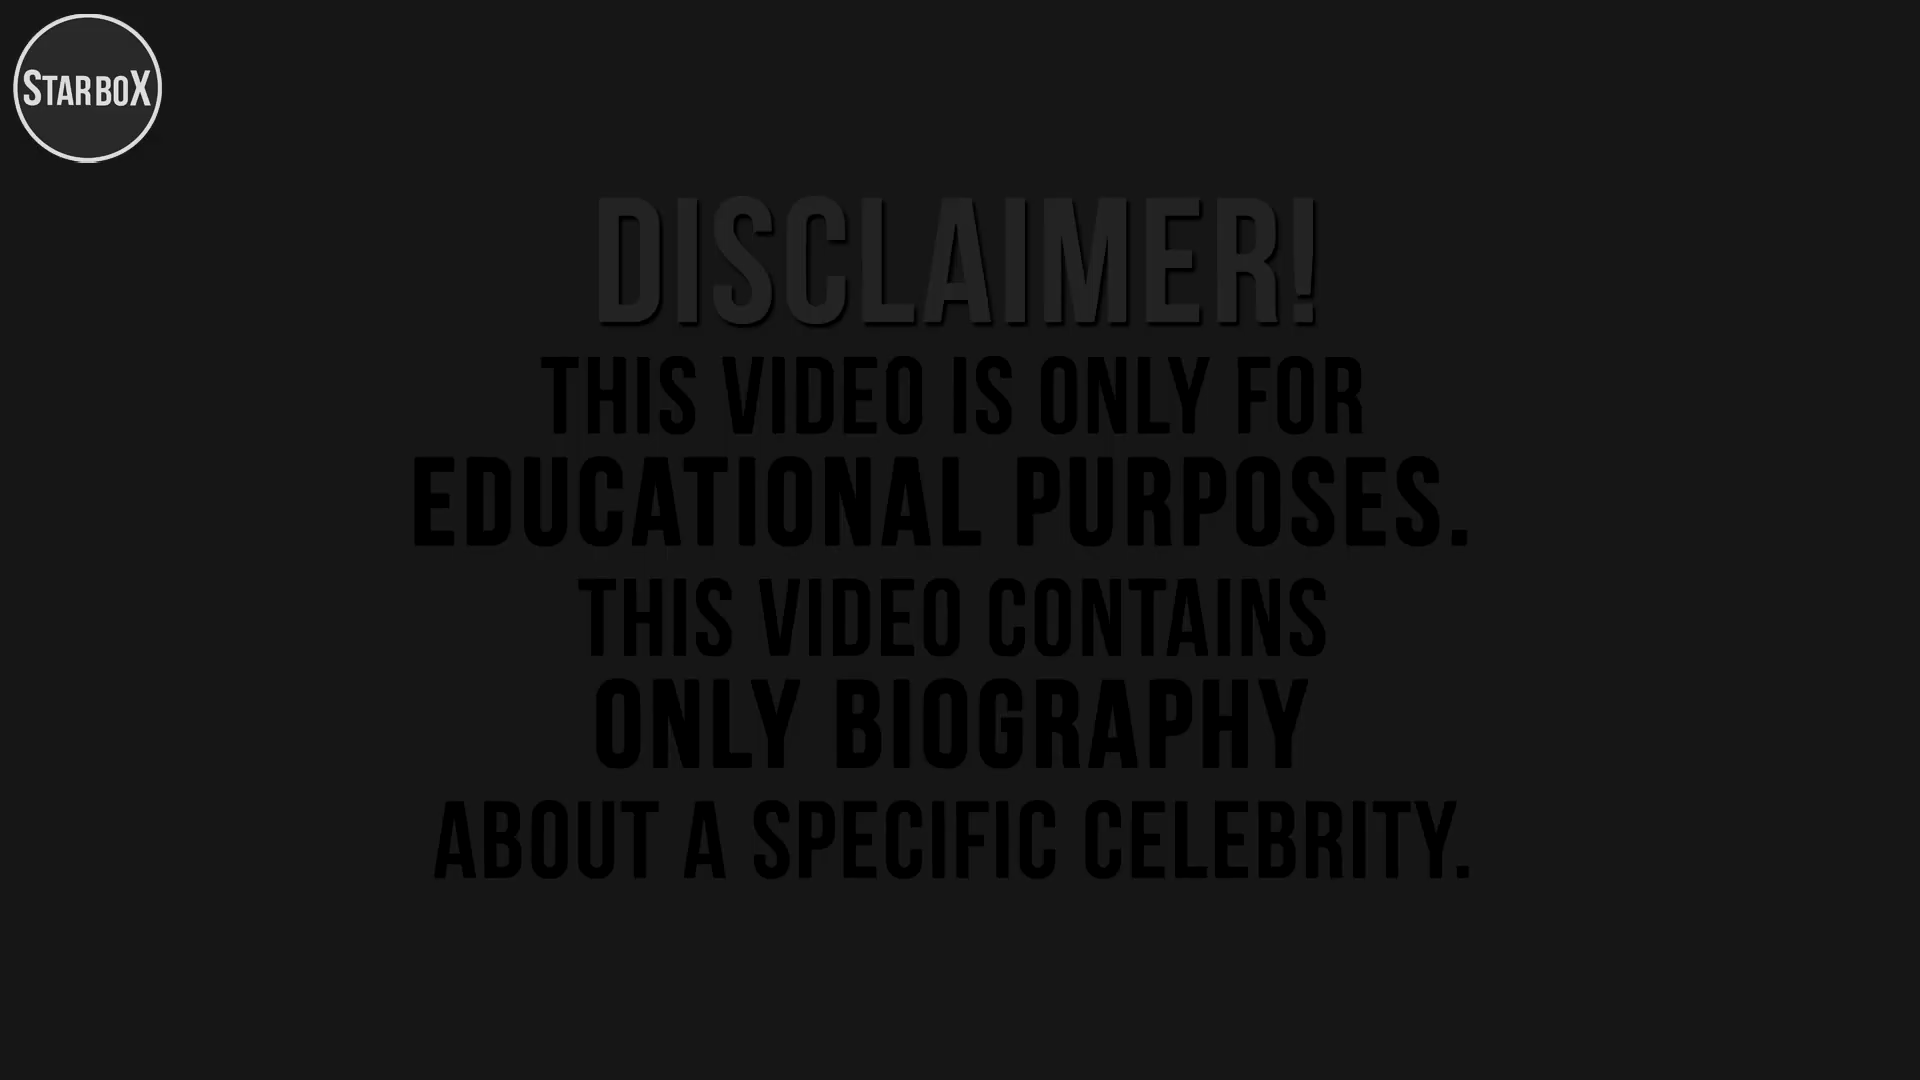 STARBOX
DISCLAIMER!
THIS VIDEO IS ONLY FOR
EDUCATIONAL PURPOSES.
THIS VIDEO CONTAINS
ONLY BIOGRAPHY
ABOUT A SPECIFIC CELEBRITY.